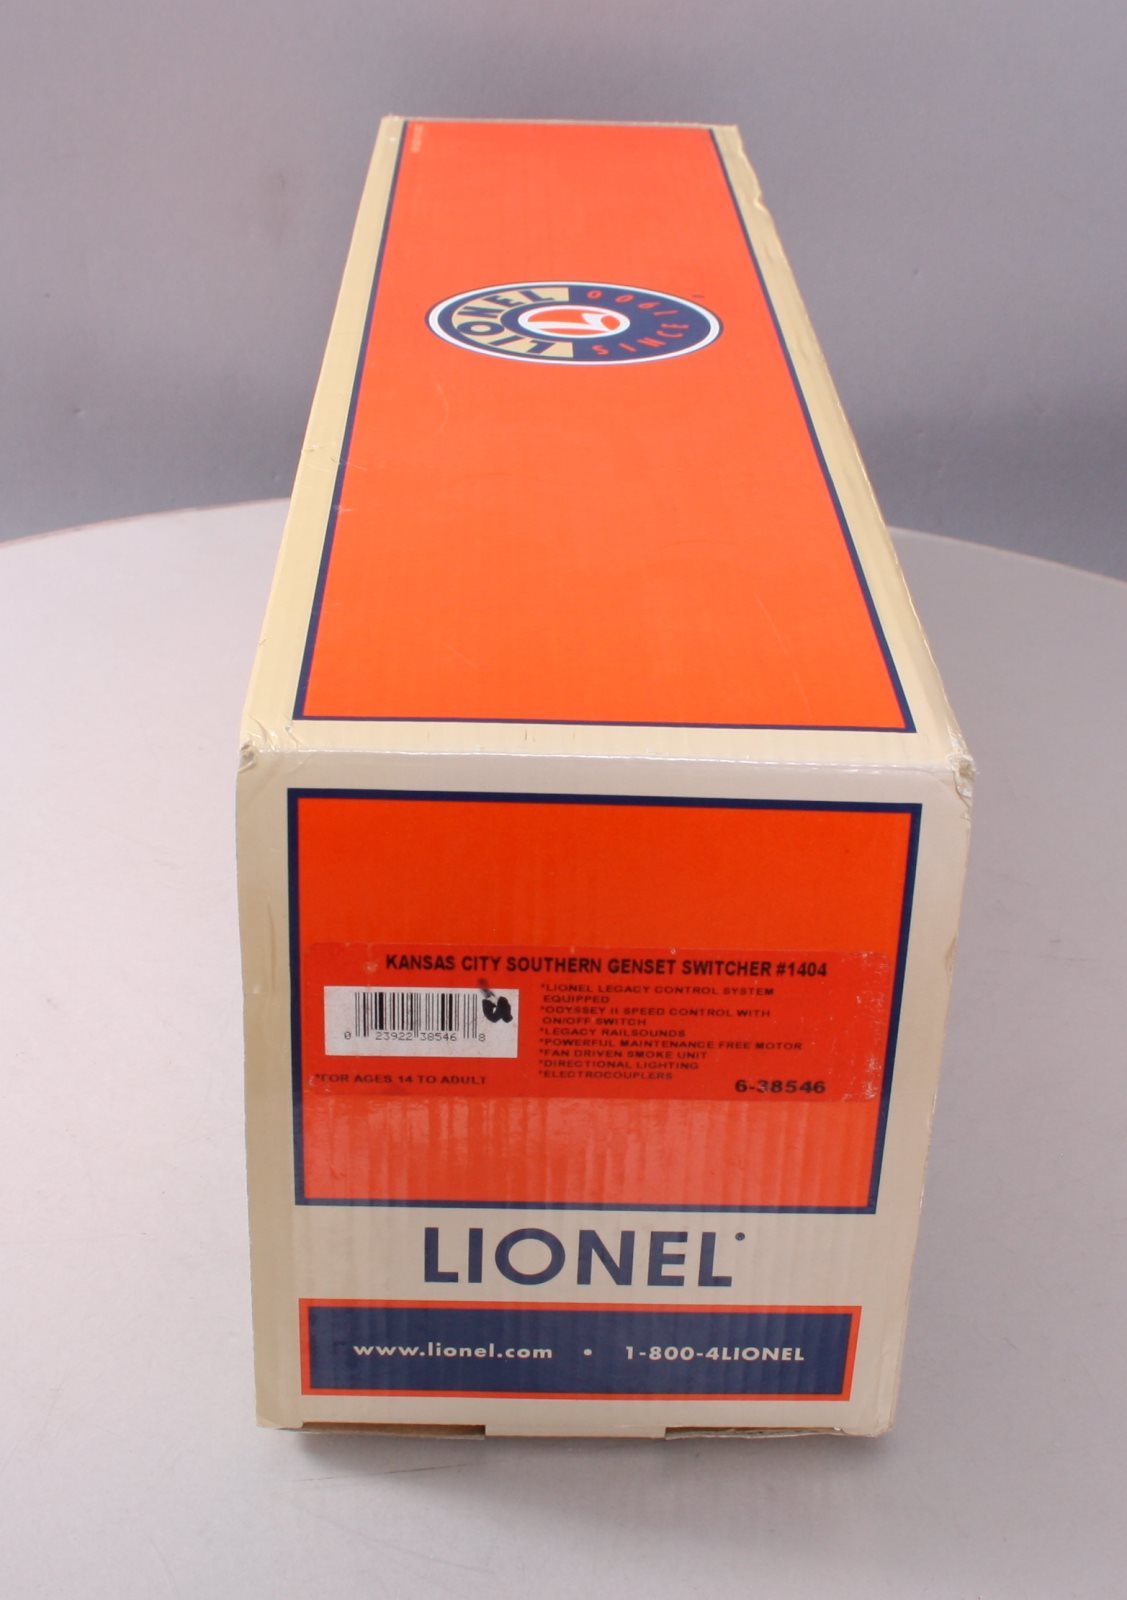 LIONEL
SINCE 1900
KANSAS CITY SOUTHERN GENSET SWITCHER #1404
*LIONEL LEGACY CONTROL SYSTEM
EQUIPPED
*ODYSSEY II SPEED CONTROL WITH
ON/OFF SWITCH
*LEGACY RAILSOUNDS
*POWERFUL MAINTENANCE FREE MOTOR
*FAN DRIVEN SMOKE UNIT
*DIRECTIONAL LIGHTING
*ELECTROCOUPLERS
0 23922 38546 8
*FOR AGES 14 TO ADULT
6-38546
LIONEL
www.lionel.com • 1-800-4LIONEL